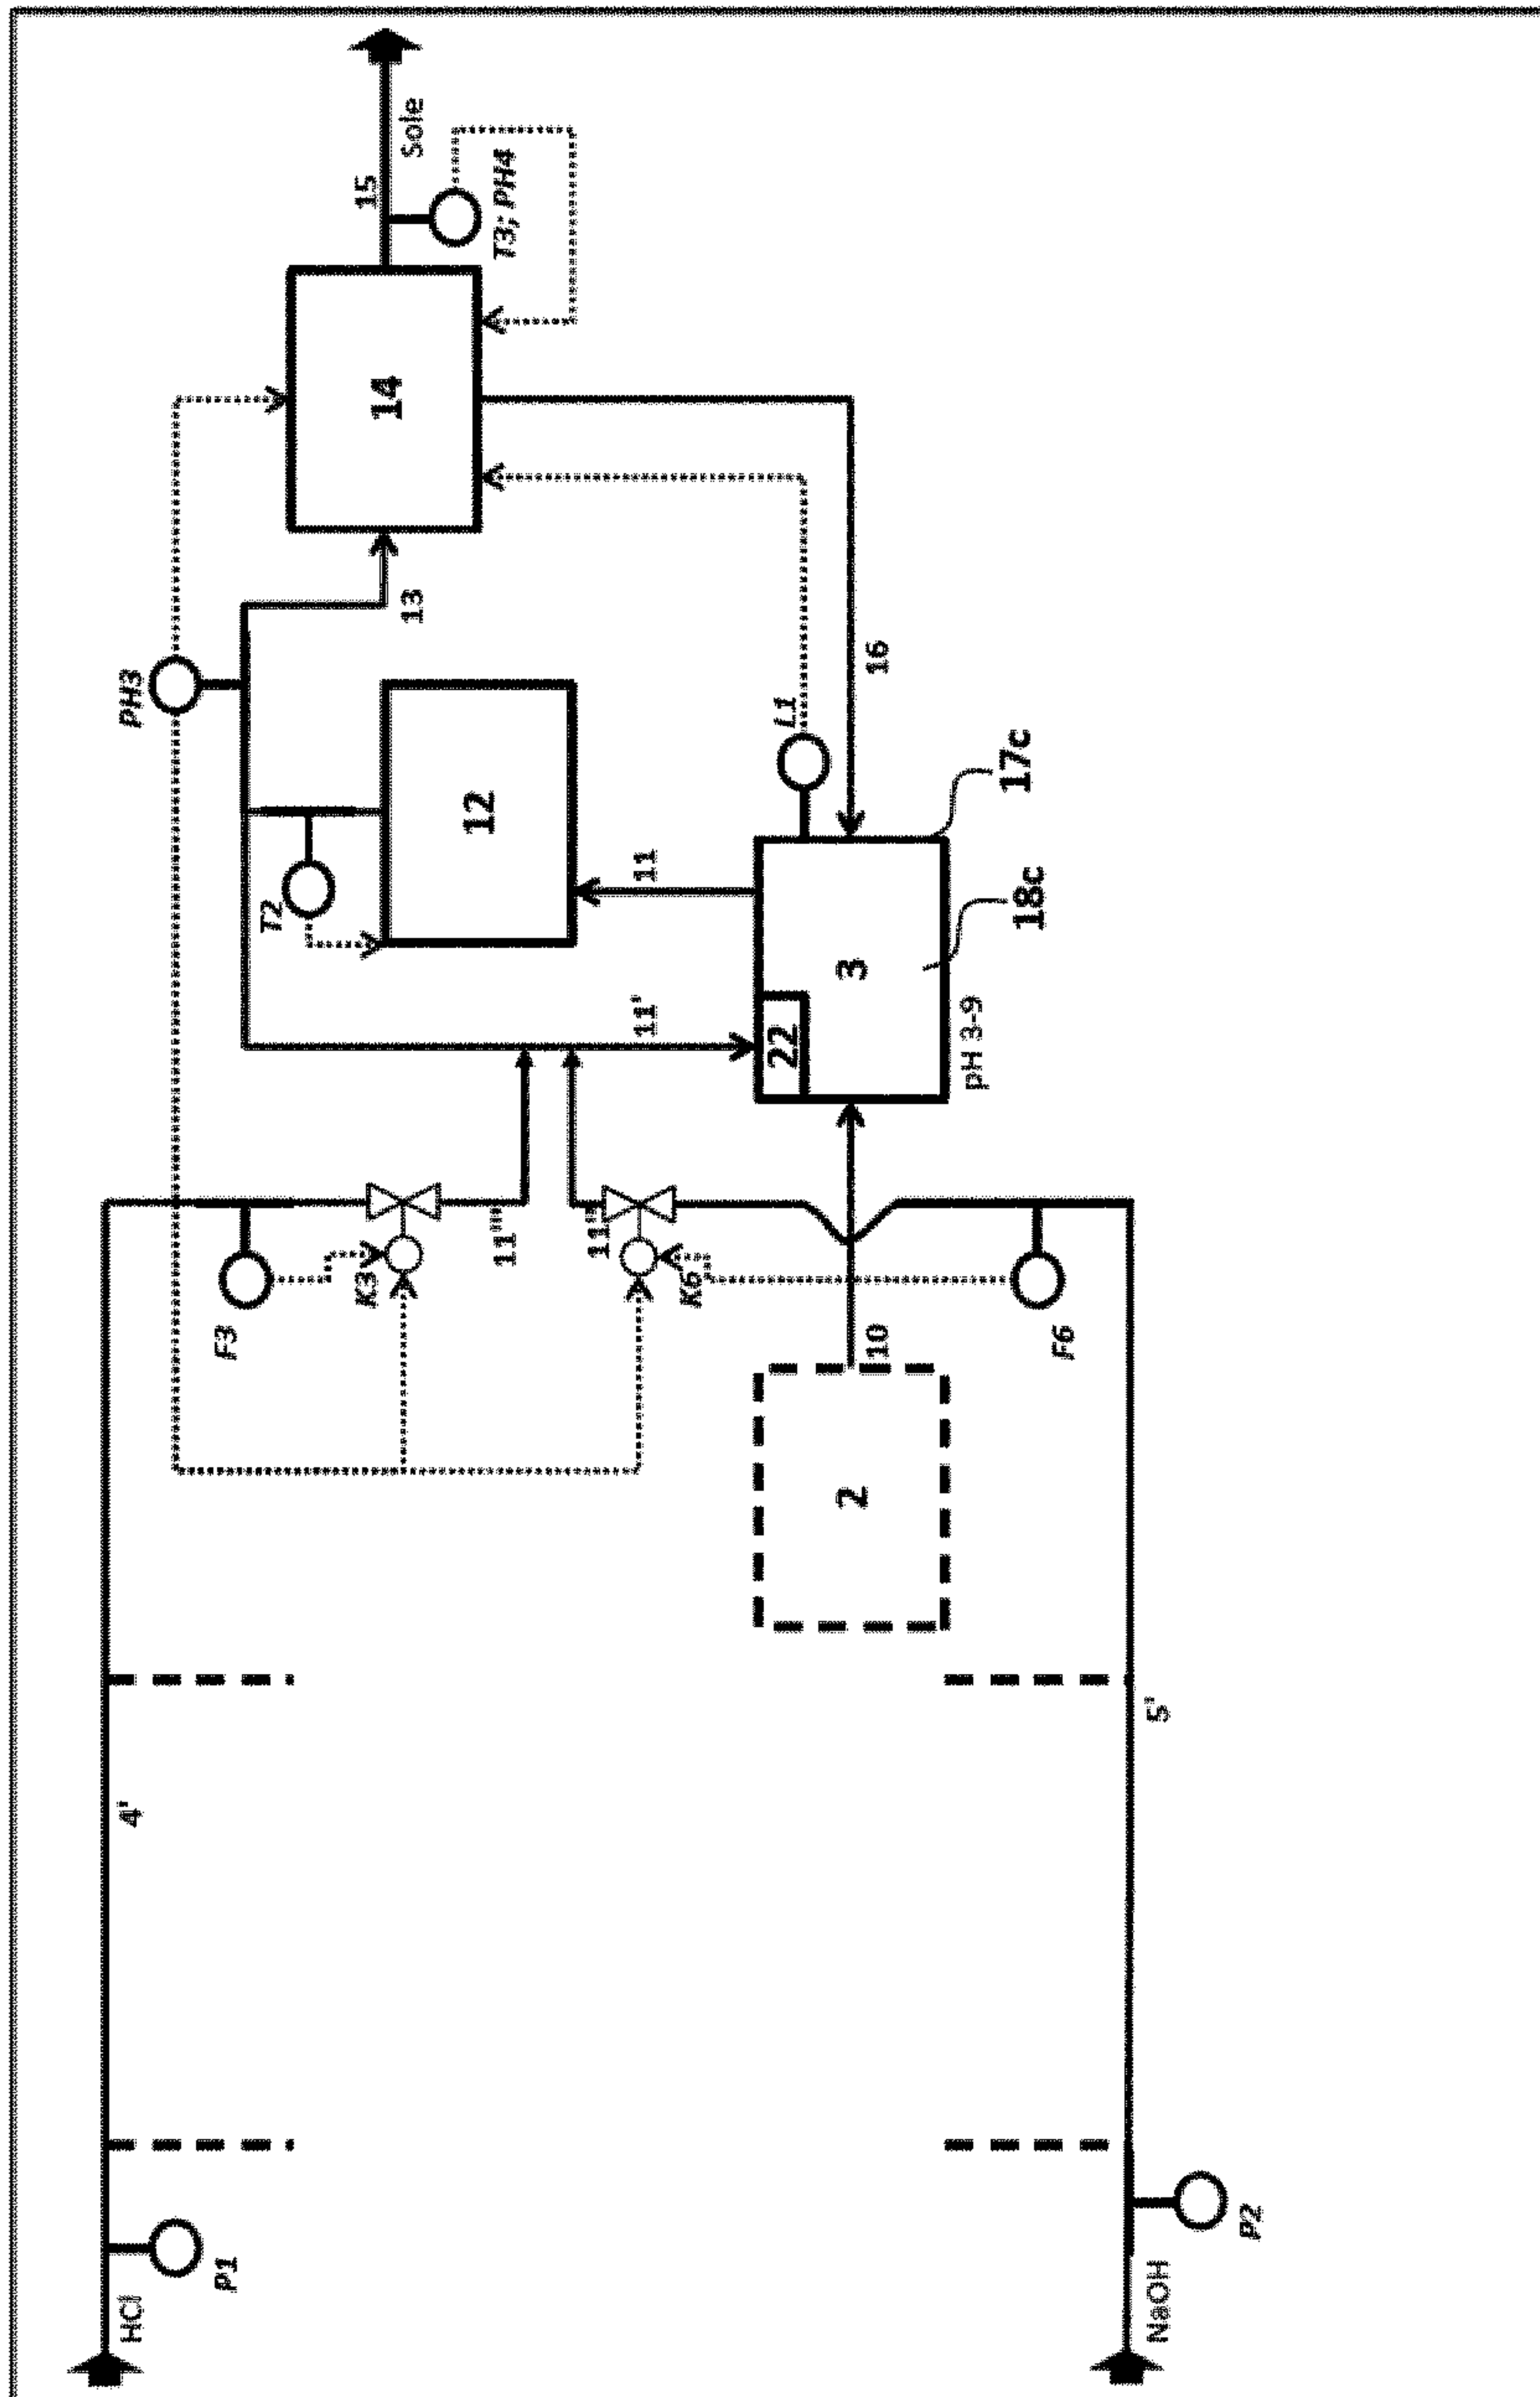 HCl
4'
PH3
P1
F3
T2
K3
15
14
13
Sole
12
11'''
T3; PH4
11''
11'
11
K6
22
L1
2
3
10
16
pH 3-9
17c
18c
F6
NaOH
5'
P2